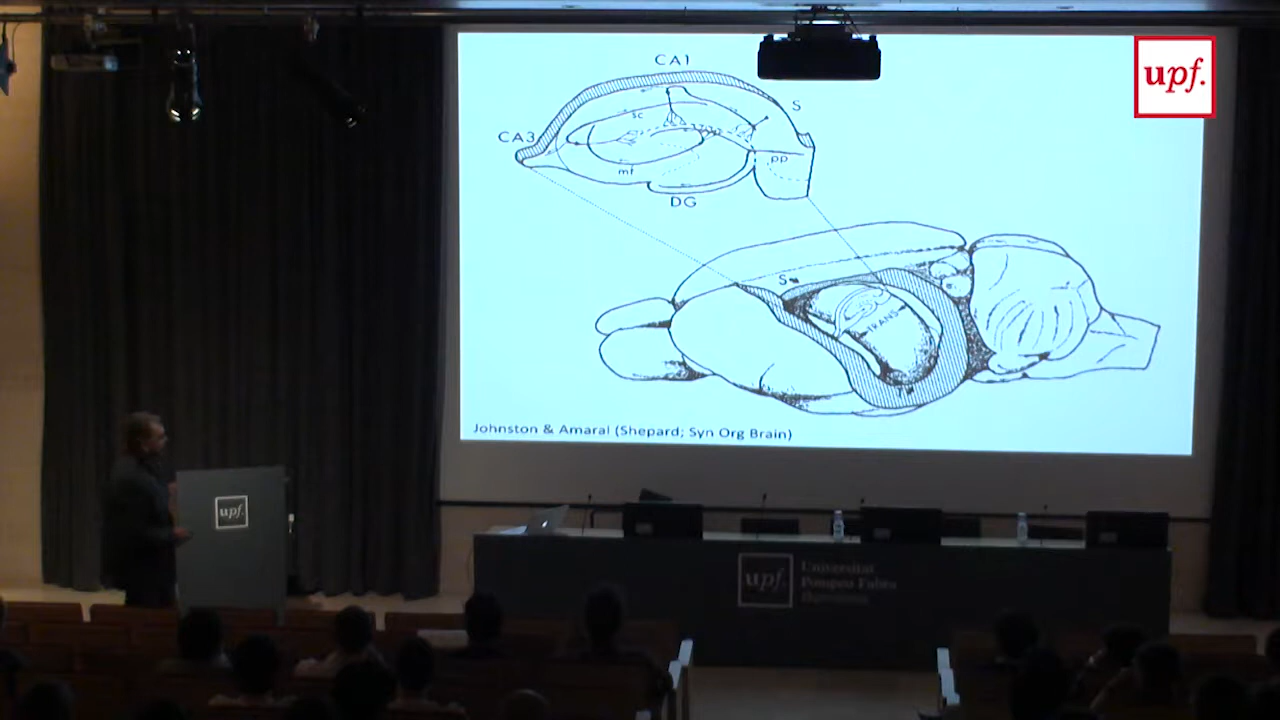 CA1
upf.
S
CA3
sc
pp
mf
DG
S
TRANS
Johnston & Amaral (Shepard; Syn Org Brain)
upf.
upf.
Universitat
Pompeu Fabra
Barcelona